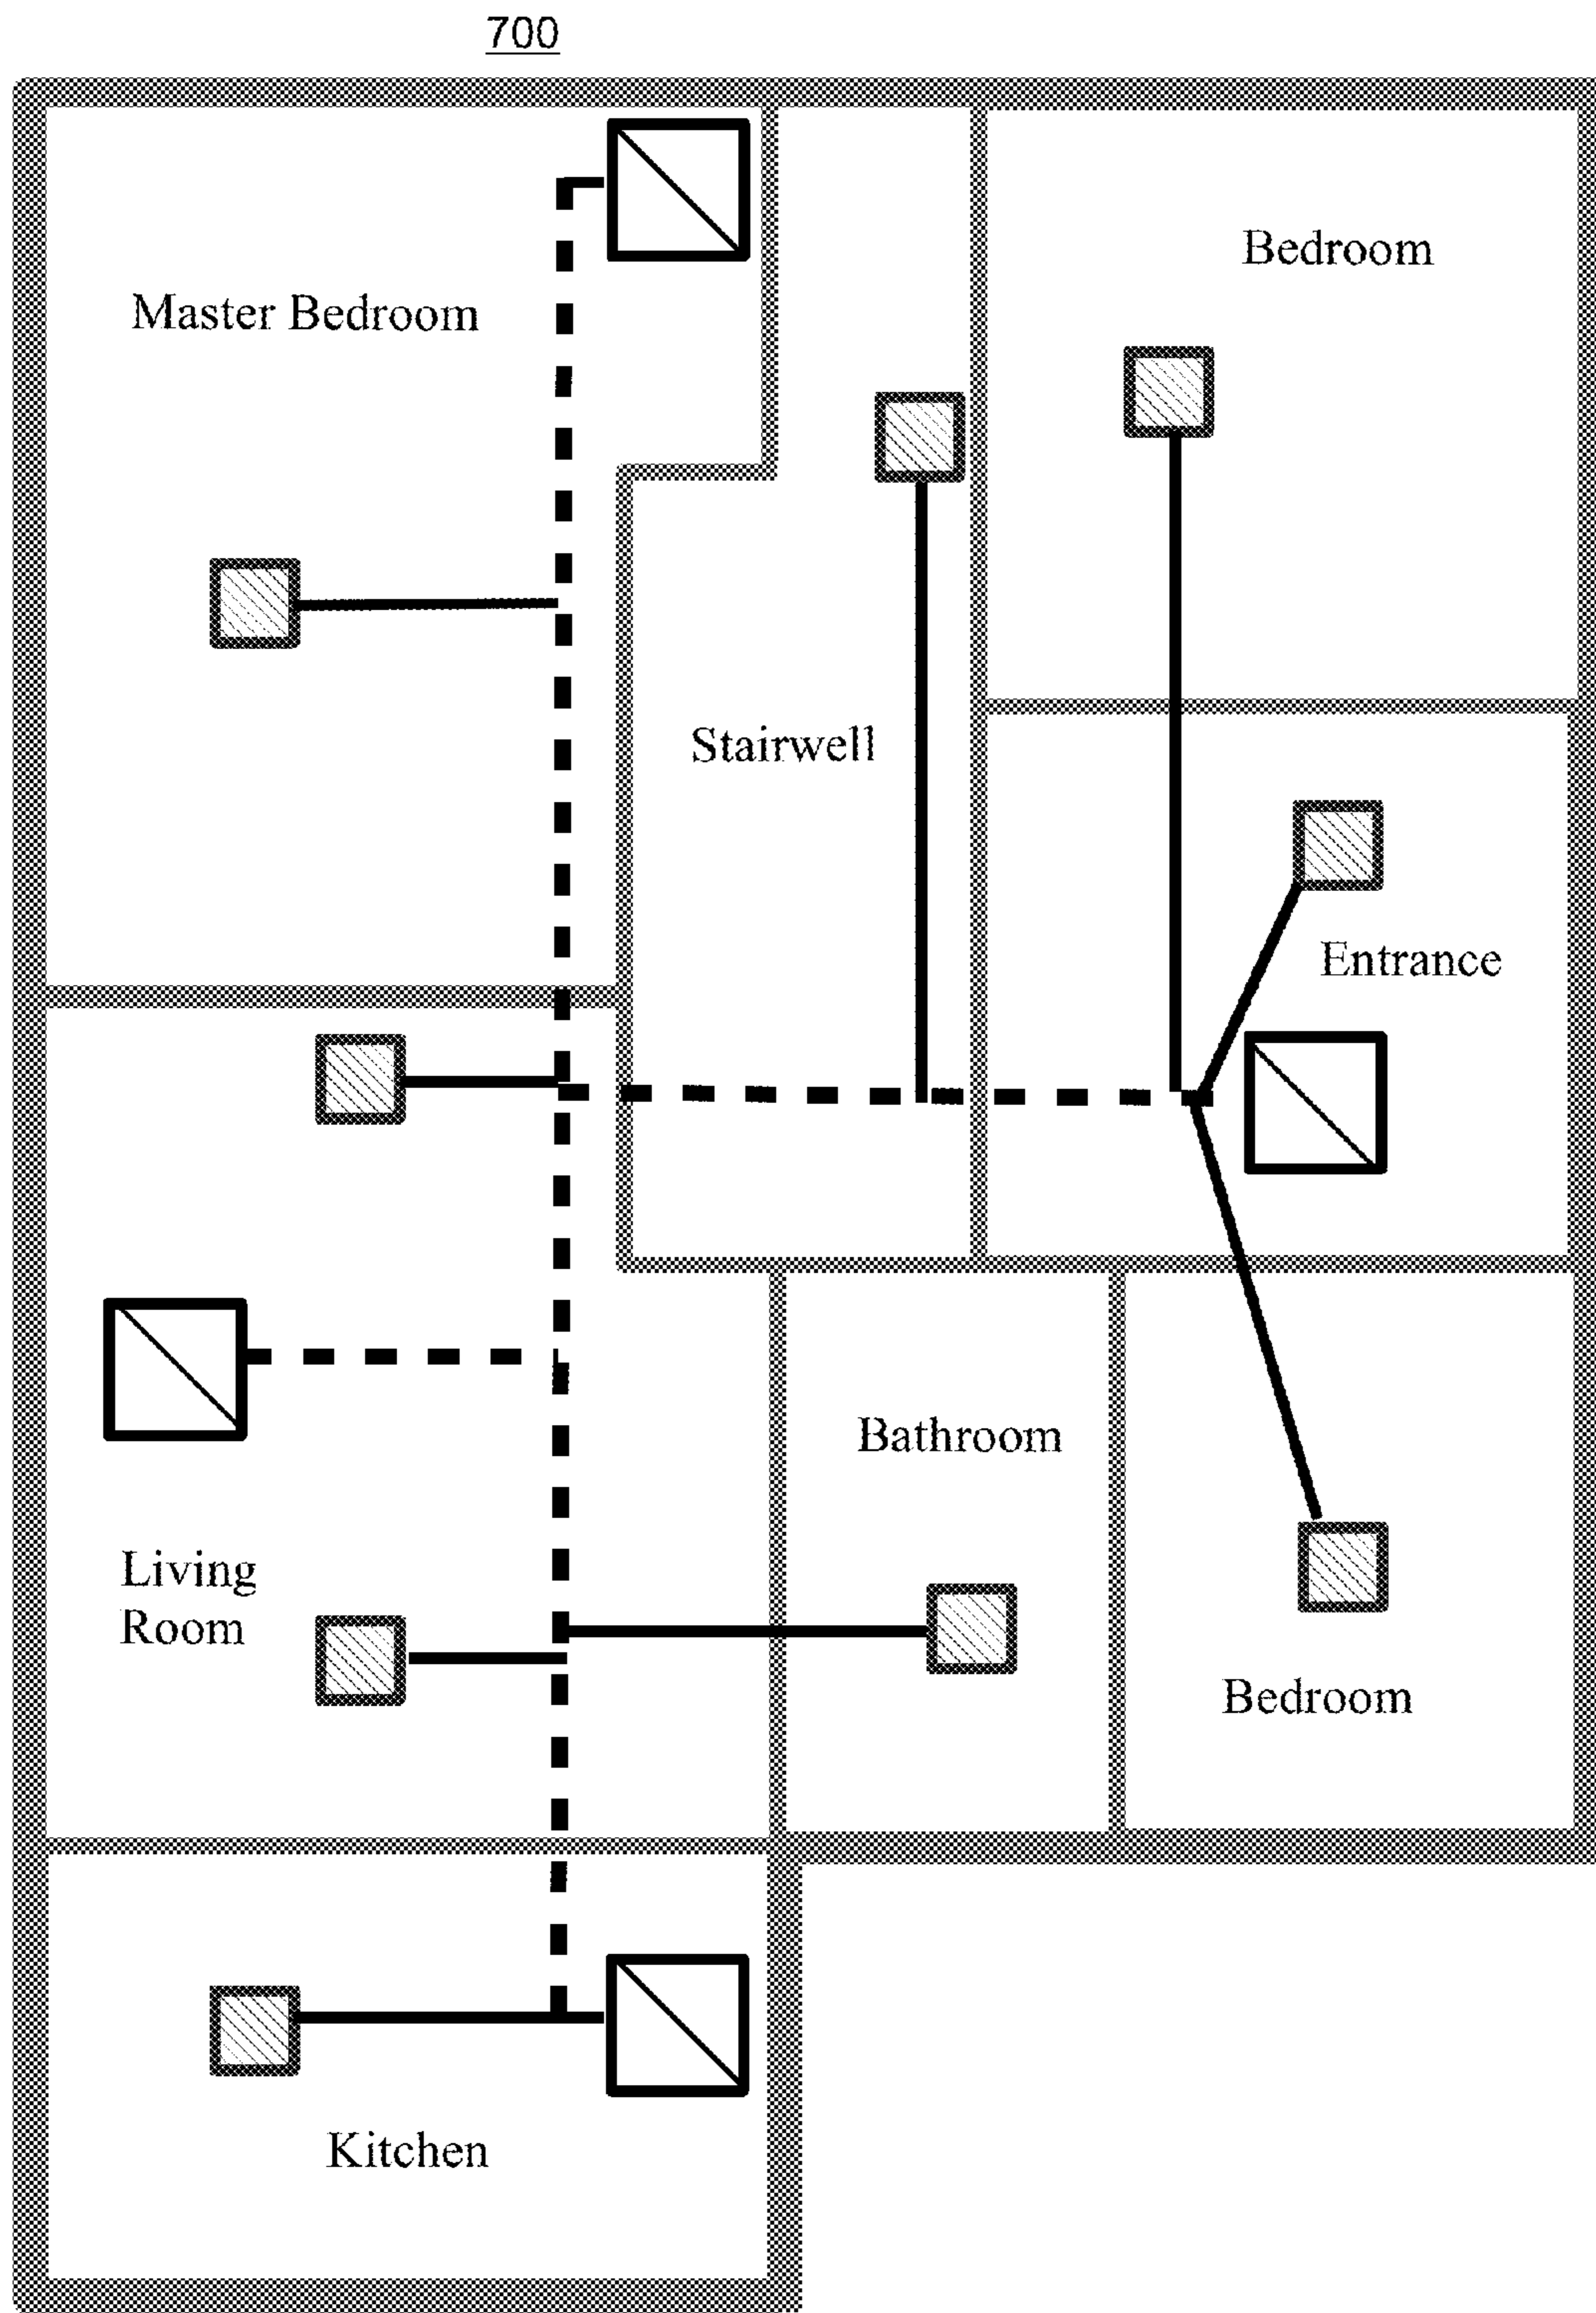 700
Bedroom
Master Bedroom
Stairwell
Entrance
Bathroom
Living
Room
Bedroom
Kitchen